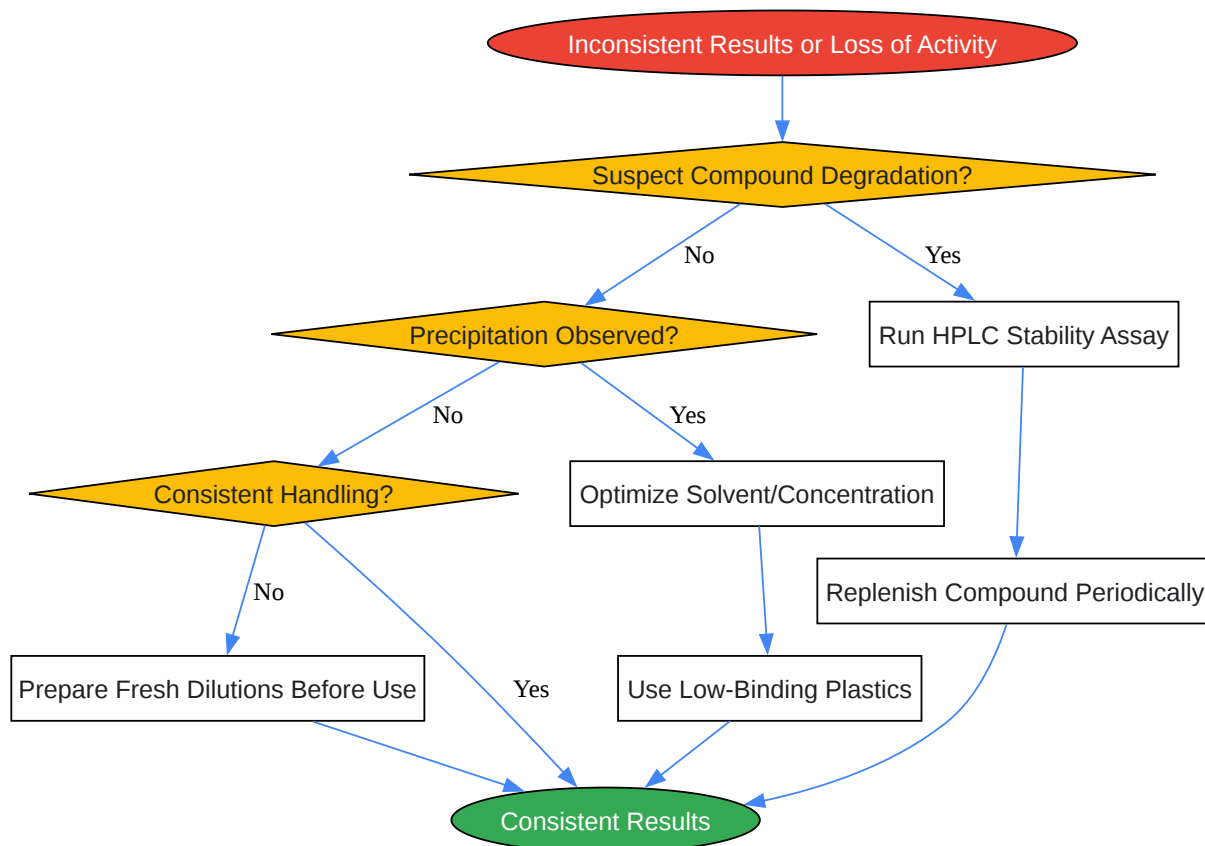 Inconsistent Results or Loss of Activity
Suspect Compound Degradation?
No
Yes
Precipitation Observed?
Run HPLC Stability Assay
No
Yes
Consistent Handling?
Optimize Solvent/Concentration
No
Replenish Compound Periodically
Prepare Fresh Dilutions Before Use
Yes
Use Low-Binding Plastics
Consistent Results